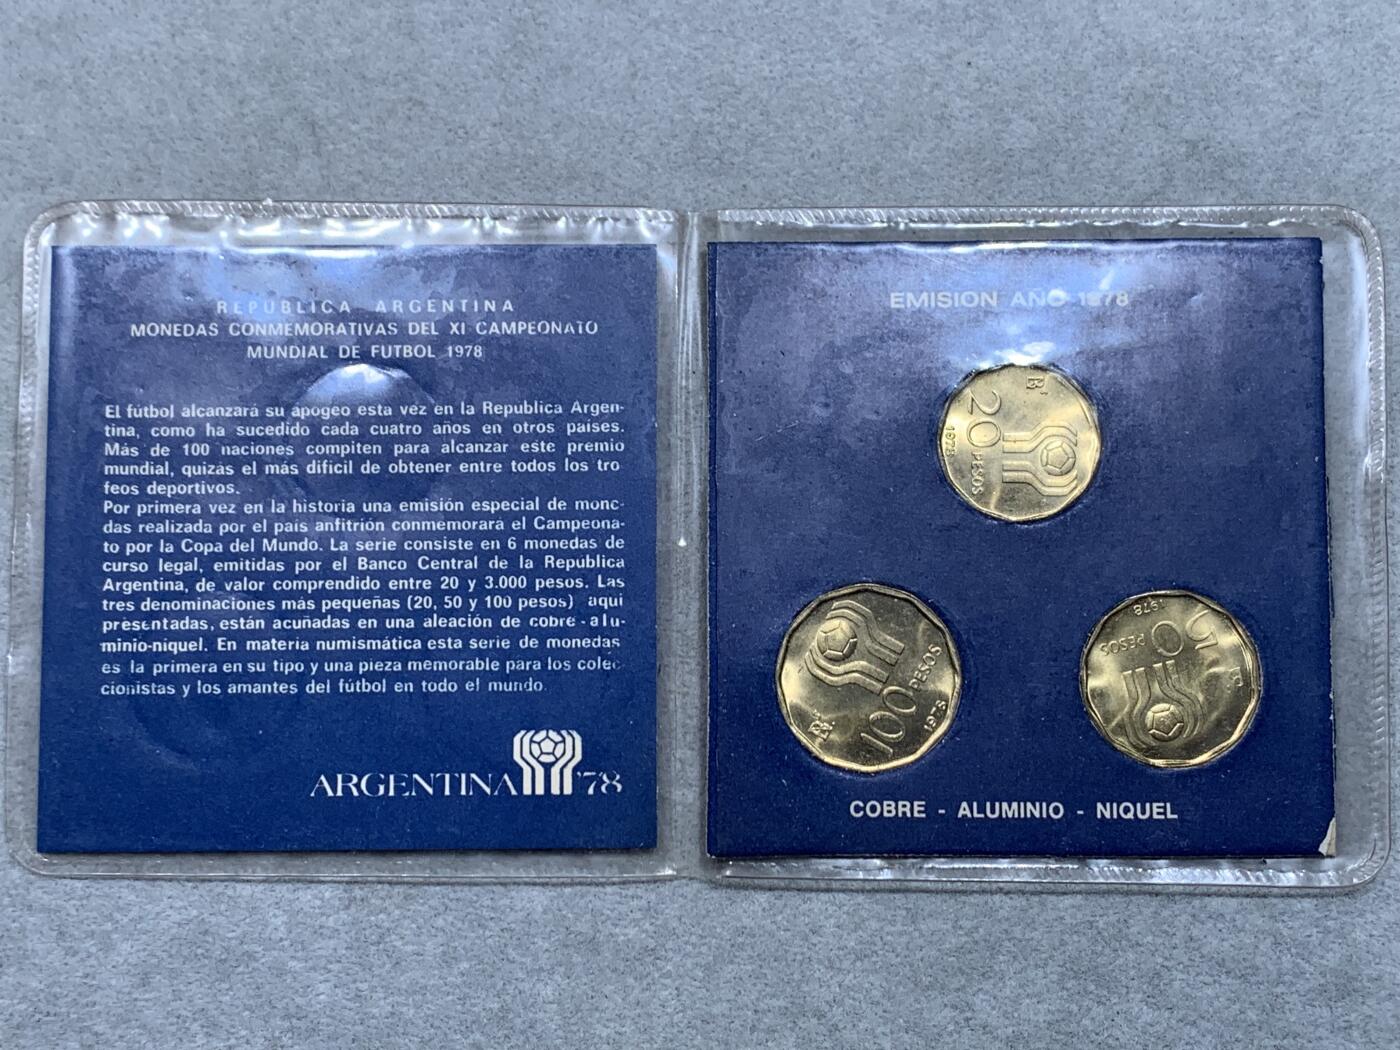 REPUBLICA ARGENTINA
MONEDAS CONMEMORATIVAS DEL XI CAMPEONATO
MUNDIAL DE FUTBOL 1978
El fútbol alcanzará su apogeo esta vez en la Republica Argen-
tina, como ha sucedido cada cuatro años en otros países.
Más de 100 naciones compiten para alcanzar este premio
mundial, quizás el más dificil de obtener entre todos los tro
feos deportivos.
Por primera vez en la historia una emisión especial de mone-
das realizada por el país anfitrión conmemorará el Campeona-
to por la Copa del Mundo. La serie consiste en 6 monedas de
curso legal, emitidas por el Banco Central de la República
Argentina, de valor comprendido entre 20 y 3.000 pesos. Las
tres denominaciones más pequeñas (20, 50 y 100 pesos) aqui
presentadas, están acuñadas en una aleación de cobre-alu-
minio-niquel. En materia numismática esta serie de monedas
es la primera en su tipo y una pieza memorable para los colec
cionistas y los amantes del fútbol en todo el mundo.
ARGENTINA '78
EMISION AÑO 1978
20 PESOS
1978
100 PESOS
1978
50 PESOS
1978
COBRE - ALUMINIO - NIQUEL